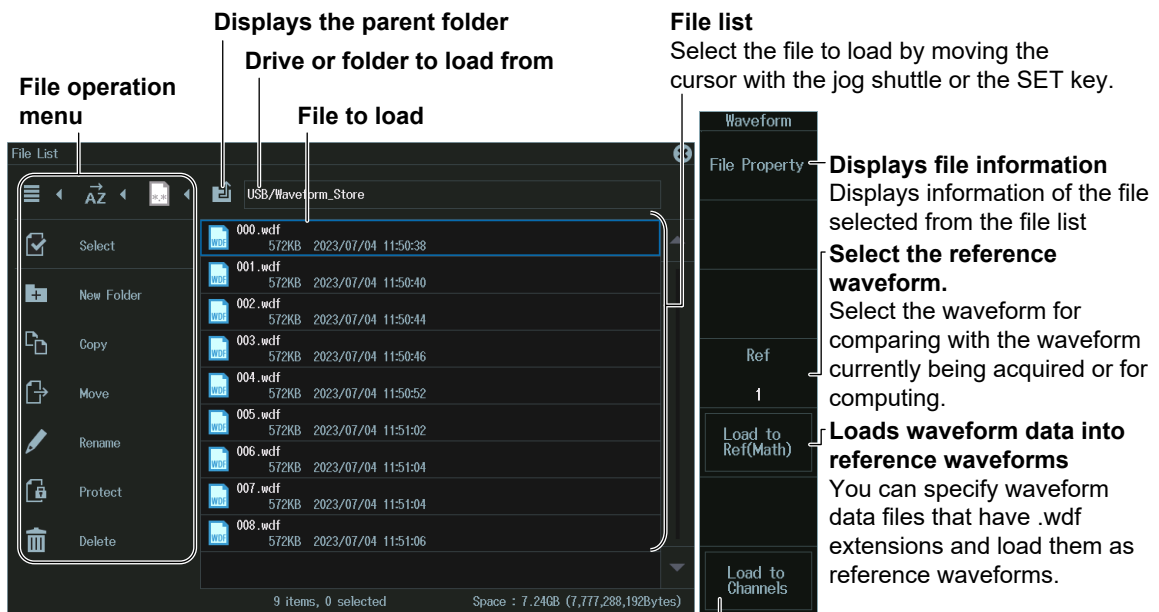 Displays the parent folder
Drive or folder to load from
File operation
menu
File to load
File list
Select the file to load by moving the
cursor with the jog shuttle or the SET key.
File List
AZ
*.*
USB/Waveform_Store
Select
New Folder
Copy
Move
Rename
Protect
Delete
WDF 000.wdf
572KB 2023/07/04 11:50:38
WDF 001.wdf
572KB 2023/07/04 11:50:40
WDF 002.wdf
572KB 2023/07/04 11:50:44
WDF 003.wdf
572KB 2023/07/04 11:50:46
WDF 004.wdf
572KB 2023/07/04 11:50:52
WDF 005.wdf
572KB 2023/07/04 11:51:02
WDF 006.wdf
572KB 2023/07/04 11:51:04
WDF 007.wdf
572KB 2023/07/04 11:51:04
WDF 008.wdf
572KB 2023/07/04 11:51:06
9 items, 0 selected
Space : 7.24GB (7,777,288,192Bytes)
Waveform
File Property
Ref
1
Load to
Ref(Math)
Load to
Channels
Displays file information
Displays information of the file
selected from the file list
Select the reference
waveform.
Select the waveform for
comparing with the waveform
currently being acquired or for
computing.
Loads waveform data into
reference waveforms
You can specify waveform
data files that have .wdf
extensions and load them as
reference waveforms.